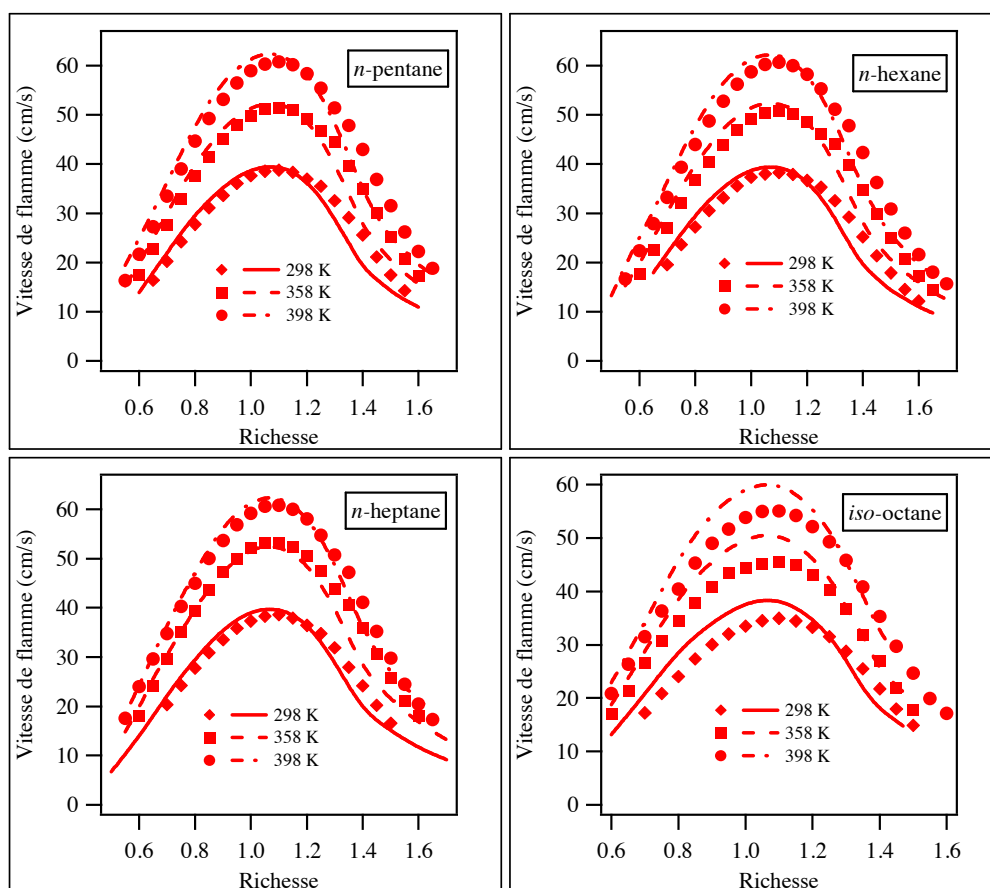 n-pentane
Vitesse de flamme (cm/s)
60
50
40
30
20
10
0
298 K
358 K
398 K
0.6 0.8 1.0 1.2 1.4 1.6
Richesse
n-hexane
Vitesse de flamme (cm/s)
60
50
40
30
20
10
0
298 K
358 K
398 K
0.6 0.8 1.0 1.2 1.4 1.6
Richesse
n-heptane
Vitesse de flamme (cm/s)
60
50
40
30
20
10
0
298 K
358 K
398 K
0.6 0.8 1.0 1.2 1.4 1.6
Richesse
iso-octane
Vitesse de flamme (cm/s)
60
50
40
30
20
10
0
298 K
358 K
398 K
0.6 0.8 1.0 1.2 1.4 1.6
Richesse